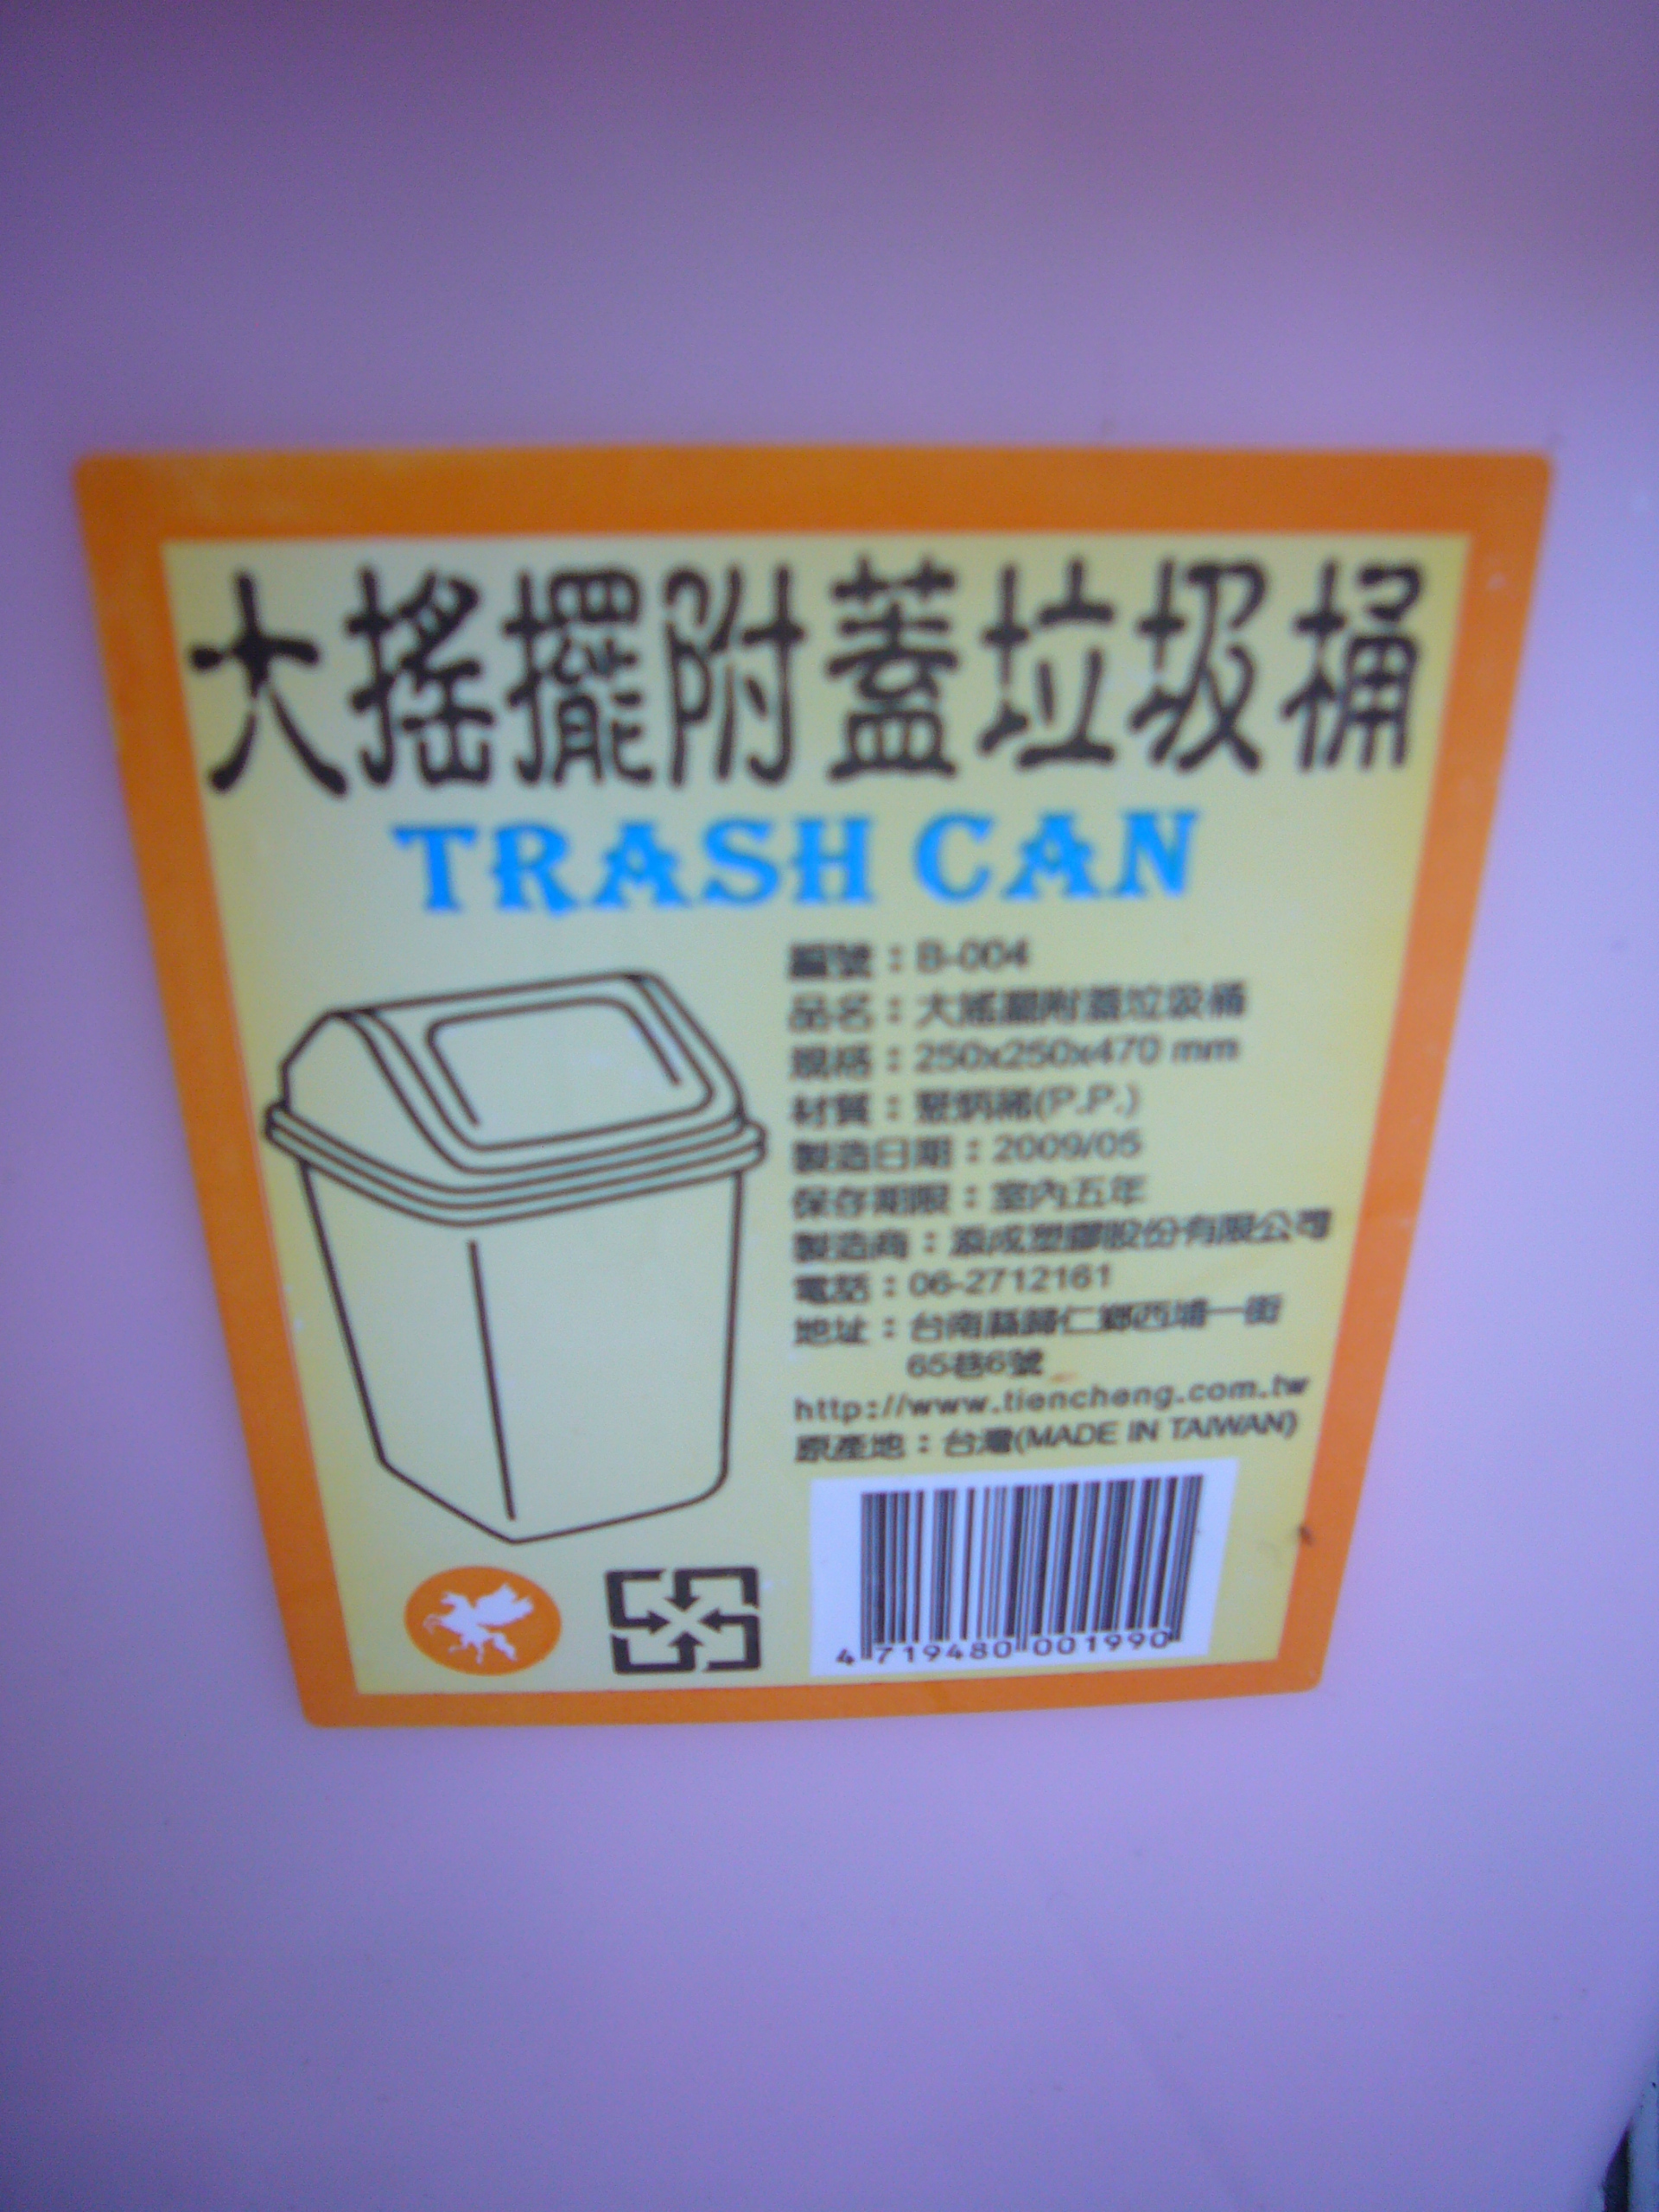 大搖擺附蓋垃圾桶
TRASH CAN
編號：B-004
品名：大搖擺附蓋垃圾桶
規格：250x250x470 mm
材質：聚炳稀(P.P.)
製造日期：2009/05
保存期限：室內五年
製造商：添成塑膠股份有限公司
電話：06-2712161
地址：台南縣歸仁鄉西埔一街
65巷6號
http://www.tiencheng.com.tw
原產地：台灣(MADE IN TAIWAN)
4 719480 001990